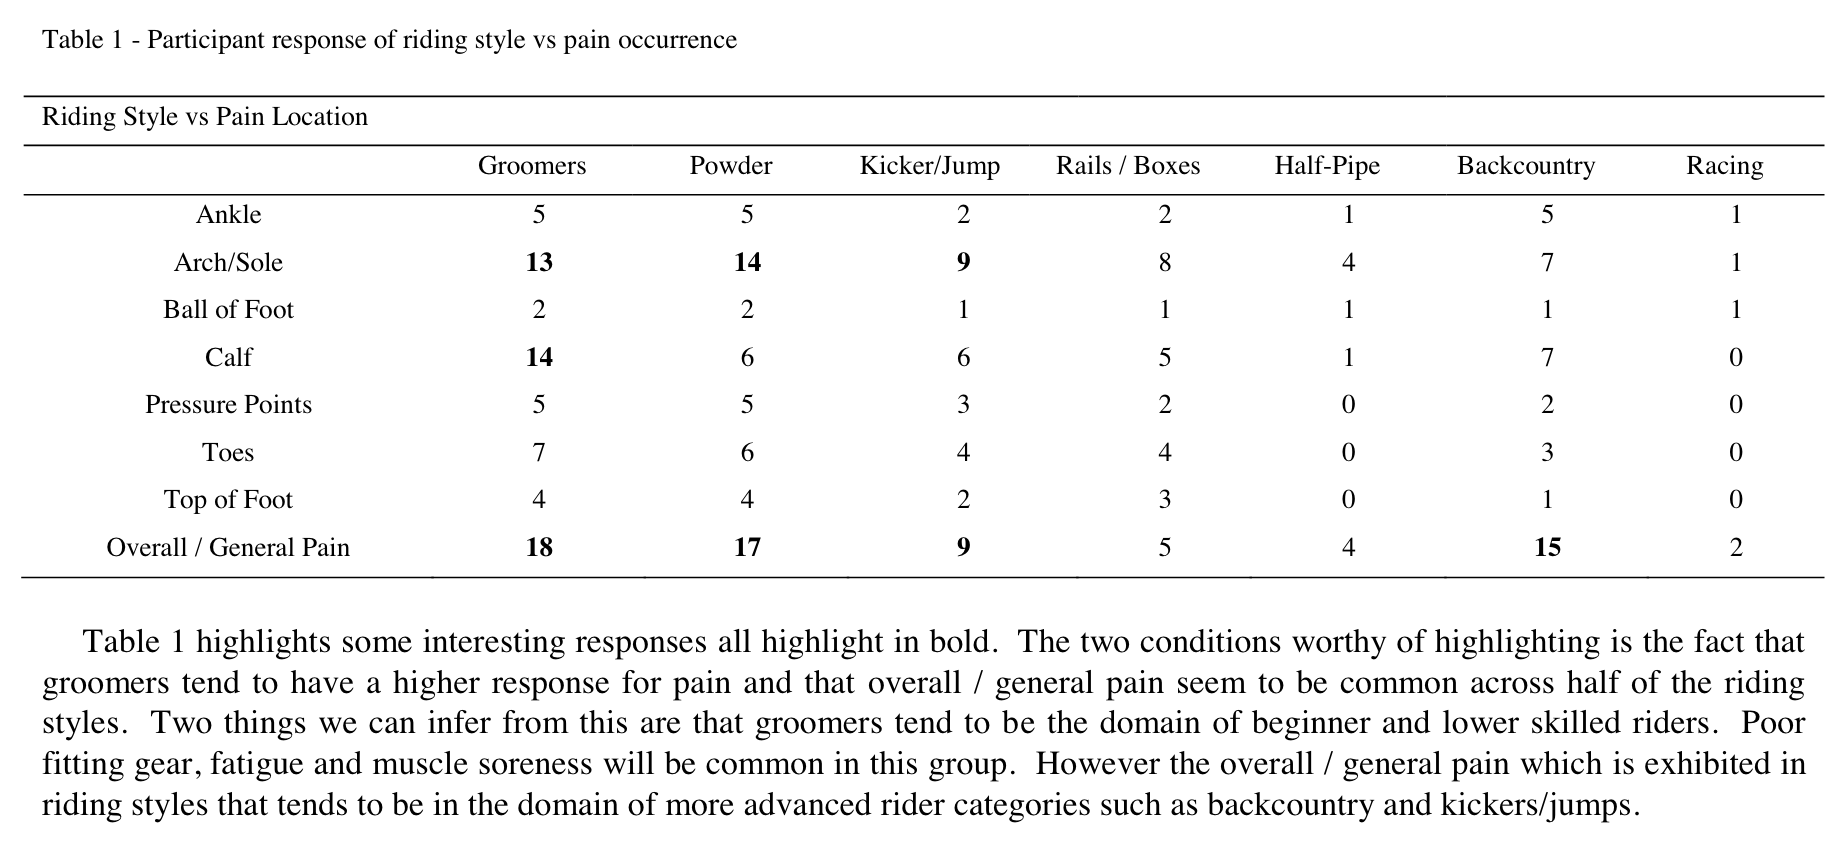 Table 1 - Participant response of riding style vs pain occurrence
Riding Style vs Pain Location
Groomers Powder Kicker/Jump Rails / Boxes Half-Pipe Backcountry Racing
Ankle 5 5 2 2 1 5 1
Arch/Sole 13 14 9 8 4 7 1
Ball of Foot 2 2 1 1 1 1 1
Calf 14 6 6 5 1 7 0
Pressure Points 5 5 3 2 0 2 0
Toes 7 6 4 4 0 3 0
Top of Foot 4 4 2 3 0 1 0
Overall / General Pain 18 17 9 5 4 15 2
Table 1 highlights some interesting responses all highlight in bold. The two conditions worthy of highlighting is the fact that
groomers tend to have a higher response for pain and that overall / general pain seem to be common across half of the riding
styles. Two things we can infer from this are that groomers tend to be the domain of beginner and lower skilled riders. Poor
fitting gear, fatigue and muscle soreness will be common in this group. However the overall / general pain which is exhibited in
riding styles that tends to be in the domain of more advanced rider categories such as backcountry and kickers/jumps.